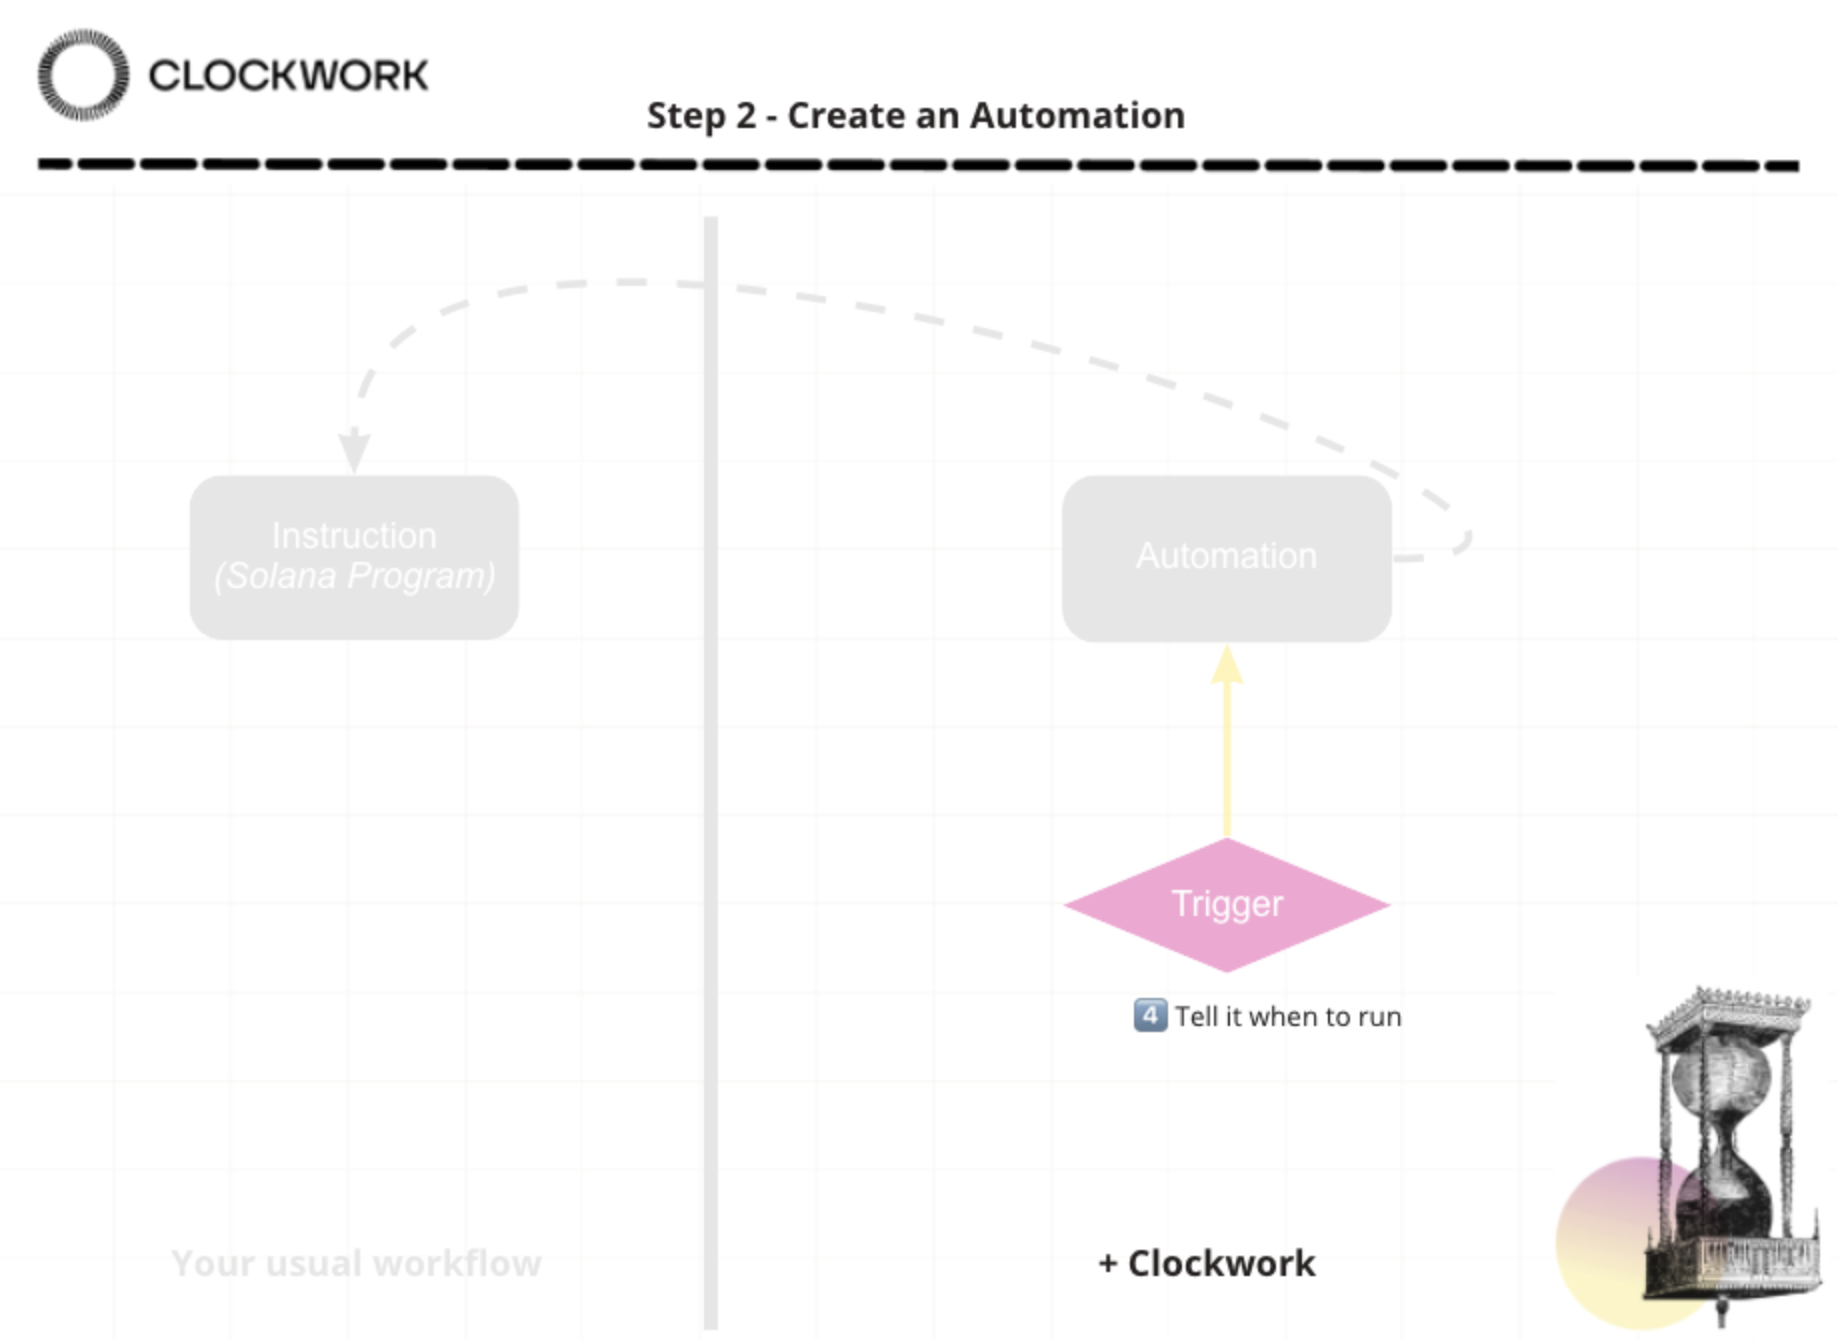 CLOCKWORK
Step 2 - Create an Automation
Instruction
(Solana Program)
Automation
Trigger
4 Tell it when to run
Your usual workflow
+ Clockwork